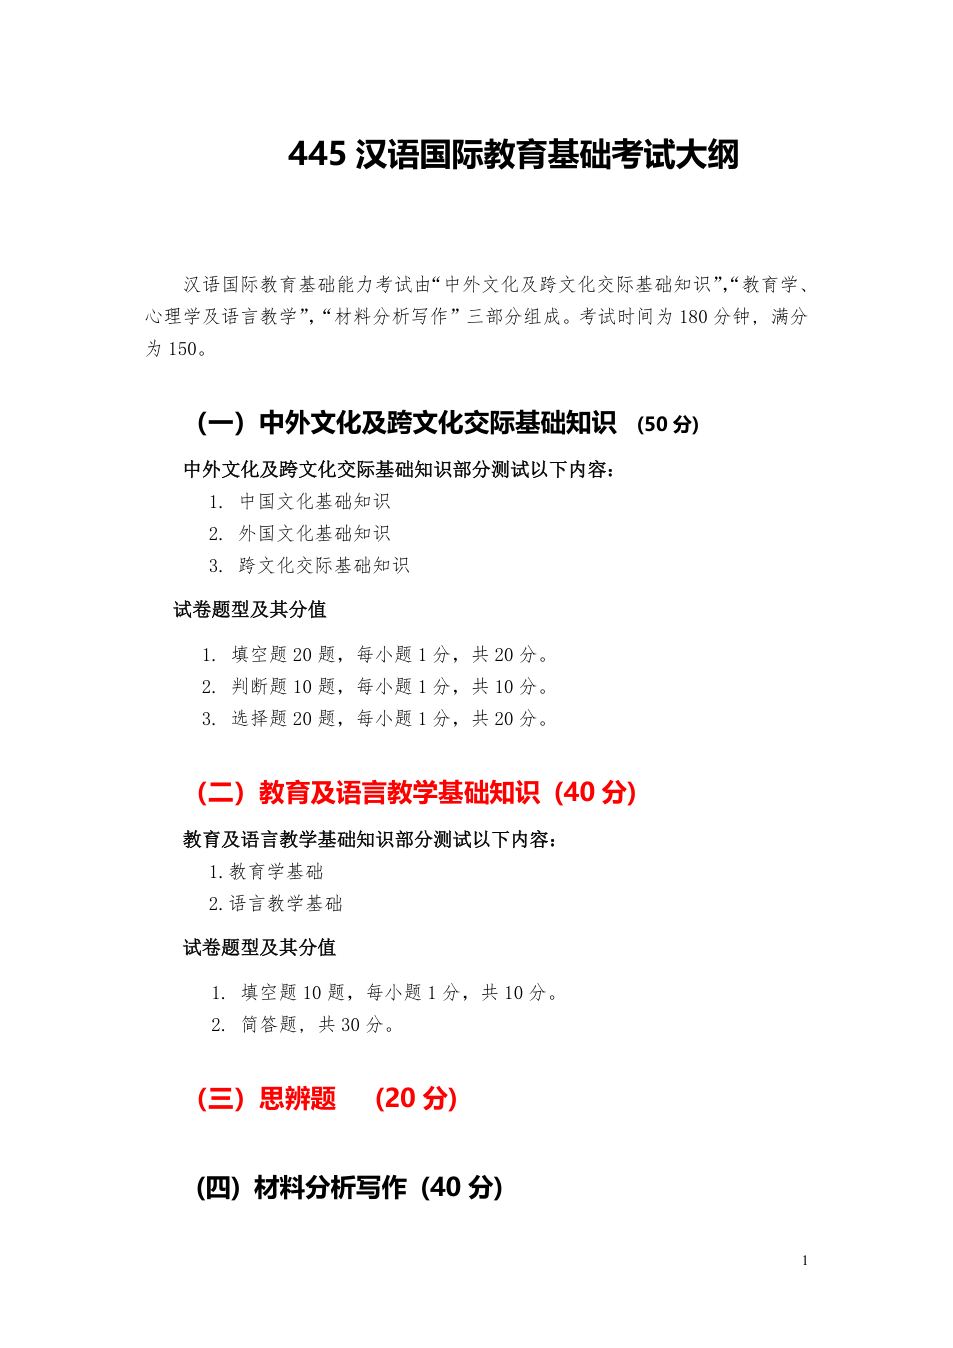 445 汉语国际教育基础考试大纲
汉语国际教育基础能力考试由“中外文化及跨文化交际基础知识”，“教育学、
心理学及语言教学”，“材料分析写作”三部分组成。考试时间为 180 分钟，满分
为 150。
（一）中外文化及跨文化交际基础知识 (50 分)
中外文化及跨文化交际基础知识部分测试以下内容：
1. 中国文化基础知识
2. 外国文化基础知识
3. 跨文化交际基础知识
试卷题型及其分值
1. 填空题 20 题，每小题 1 分，共 20 分。
2. 判断题 10 题，每小题 1 分，共 10 分。
3. 选择题 20 题，每小题 1 分，共 20 分。
（二）教育及语言教学基础知识 (40 分)
教育及语言教学基础知识部分测试以下内容：
1.教育学基础
2.语言教学基础
试卷题型及其分值
1. 填空题 10 题，每小题 1 分，共 10 分。
2. 简答题，共 30 分。
（三）思辨题 (20 分)
(四) 材料分析写作 (40 分)
1